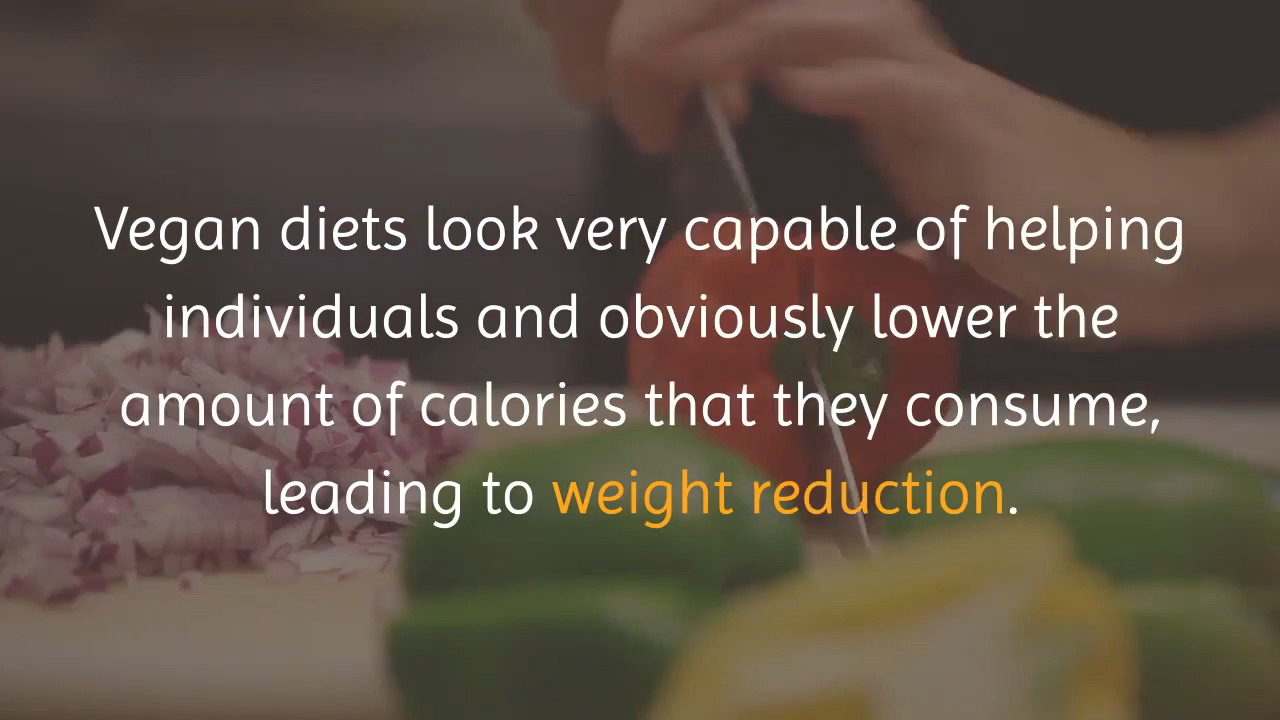 Vegan diets look very capable of helping
individuals and obviously lower the
amount of calories that they consume,
leading to weight reduction.